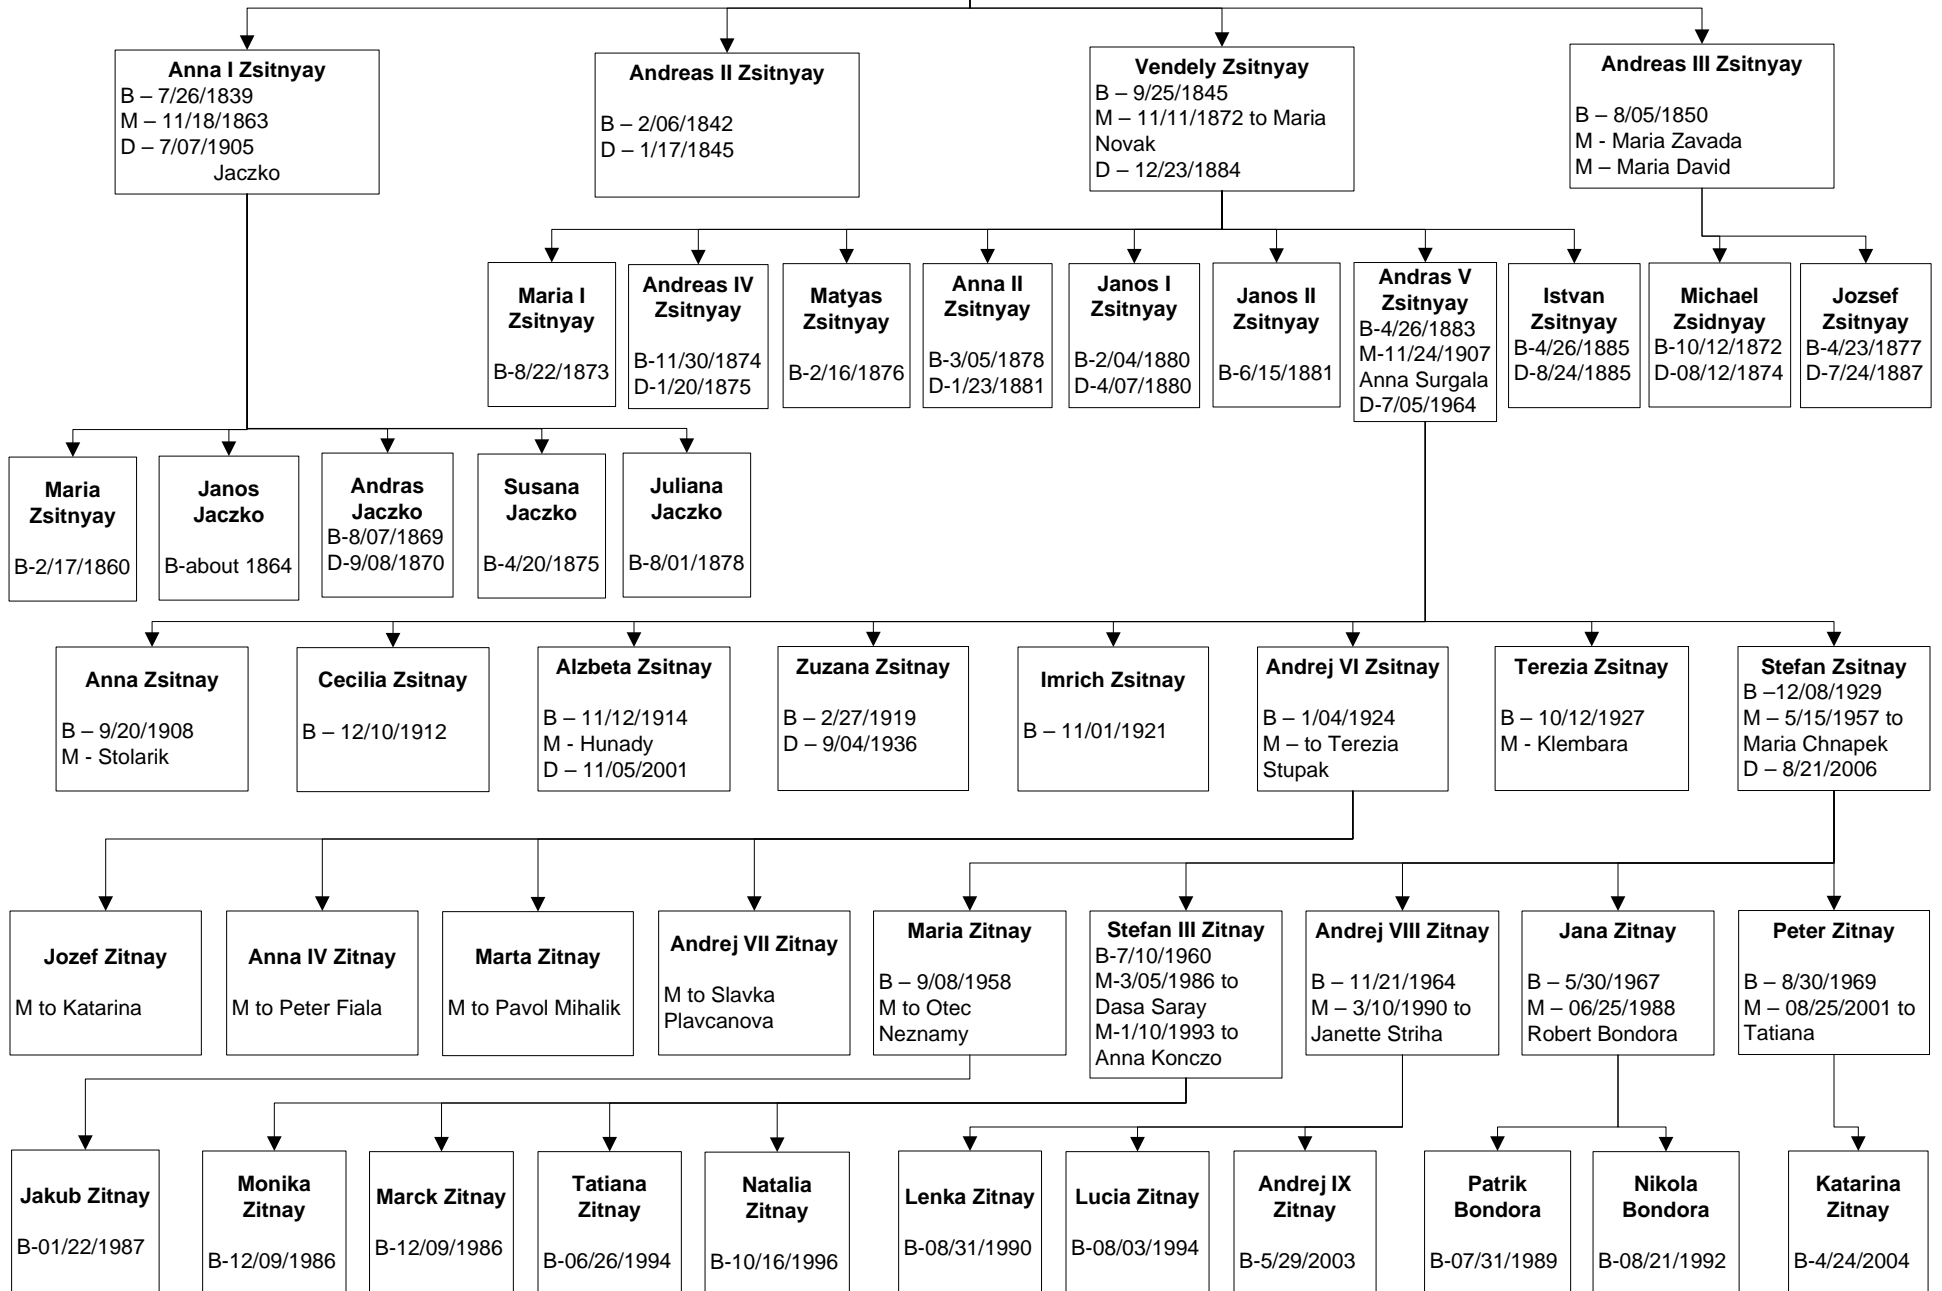 Anna I Zsitnyay
B – 7/26/1839
M – 11/18/1863
D – 7/07/1905
Jaczko
Andreas II Zsitnyay
B – 2/06/1842
D – 1/17/1845
Vendely Zsitnyay
B – 9/25/1845
M – 11/11/1872 to Maria
Novak
D – 12/23/1884
Andreas III Zsitnyay
B – 8/05/1850
M - Maria Zavada
M – Maria David
Maria I
Zsitnyay
B-8/22/1873
Andreas IV
Zsitnyay
B-11/30/1874
D-1/20/1875
Matyas
Zsitnyay
B-2/16/1876
Anna II
Zsitnyay
B-3/05/1878
D-1/23/1881
Janos I
Zsitnyay
B-2/04/1880
D-4/07/1880
Janos II
Zsitnyay
B-6/15/1881
Andras V
Zsitnyay
B-4/26/1883
M-11/24/1907
Anna Surgala
D-7/05/1964
Istvan
Zsitnyay
B-4/26/1885
D-8/24/1885
Michael
Zsidnyay
B-10/12/1872
D-08/12/1874
Jozsef
Zsitnyay
B-4/23/1877
D-7/24/1887
Maria
Zsitnyay
B-2/17/1860
Janos
Jaczko
B-about 1864
Andras
Jaczko
B-8/07/1869
D-9/08/1870
Susana
Jaczko
B-4/20/1875
Juliana
Jaczko
B-8/01/1878
Anna Zsitnay
B – 9/20/1908
M - Stolarik
Cecilia Zsitnay
B – 12/10/1912
Alzbeta Zsitnay
B – 11/12/1914
M - Hunady
D – 11/05/2001
Zuzana Zsitnay
B – 2/27/1919
D – 9/04/1936
Imrich Zsitnay
B – 11/01/1921
Andrej VI Zsitnay
B – 1/04/1924
M – to Terezia
Stupak
Terezia Zsitnay
B – 10/12/1927
M - Klembara
Stefan Zsitnay
B –12/08/1929
M – 5/15/1957 to
Maria Chnapek
D – 8/21/2006
Jozef Zitnay
M to Katarina
Anna IV Zitnay
M to Peter Fiala
Marta Zitnay
M to Pavol Mihalik
Andrej VII Zitnay
M to Slavka
Plavcanova
Maria Zitnay
B – 9/08/1958
M to Otec
Neznamy
Stefan III Zitnay
B-7/10/1960
M-3/05/1986 to
Dasa Saray
M-1/10/1993 to
Anna Konczo
Andrej VIII Zitnay
B – 11/21/1964
M – 3/10/1990 to
Janette Striha
Jana Zitnay
B – 5/30/1967
M – 06/25/1988
Robert Bondora
Peter Zitnay
B – 8/30/1969
M – 08/25/2001 to
Tatiana
Jakub Zitnay
B-01/22/1987
Monika
Zitnay
B-12/09/1986
Marck Zitnay
B-12/09/1986
Tatiana
Zitnay
B-06/26/1994
Natalia
Zitnay
B-10/16/1996
Lenka Zitnay
B-08/31/1990
Lucia Zitnay
B-08/03/1994
Andrej IX
Zitnay
B-5/29/2003
Patrik
Bondora
B-07/31/1989
Nikola
Bondora
B-08/21/1992
Katarina
Zitnay
B-4/24/2004